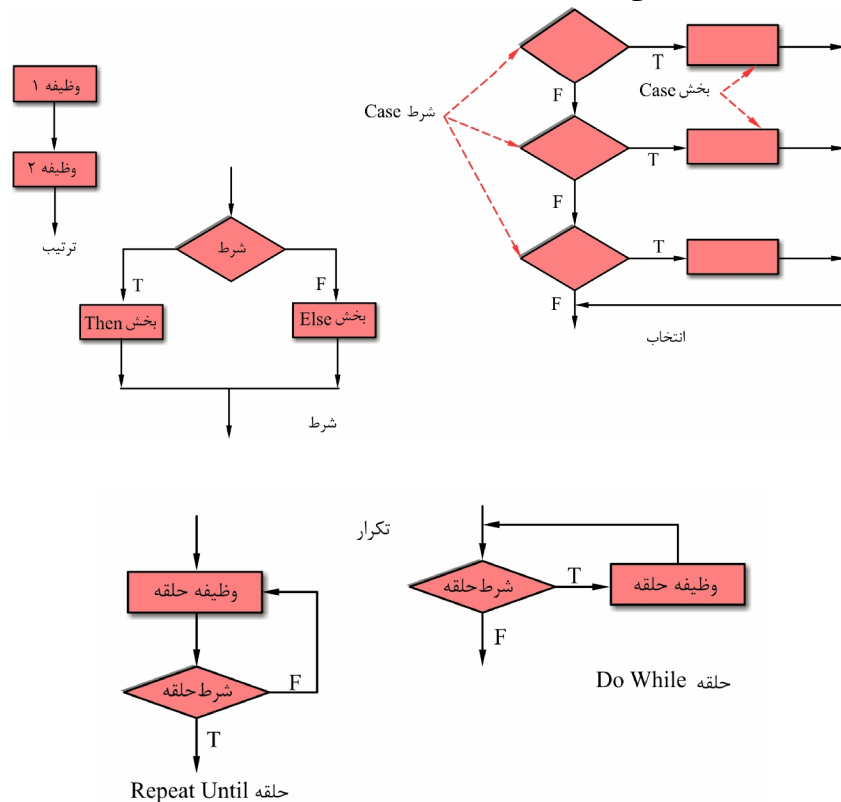 وظیفه ۱
وظیفه ۲
ترتیب
شرط
T
F
بخش Then
بخش Else
شرط
T
F
شرط Case
بخش Case
T
F
T
F
انتخاب
تکرار
وظیفه حلقه
شرط حلقه
F
T
حلقه Repeat Until
شرط حلقه
T
وظیفه حلقه
F
حلقه Do While